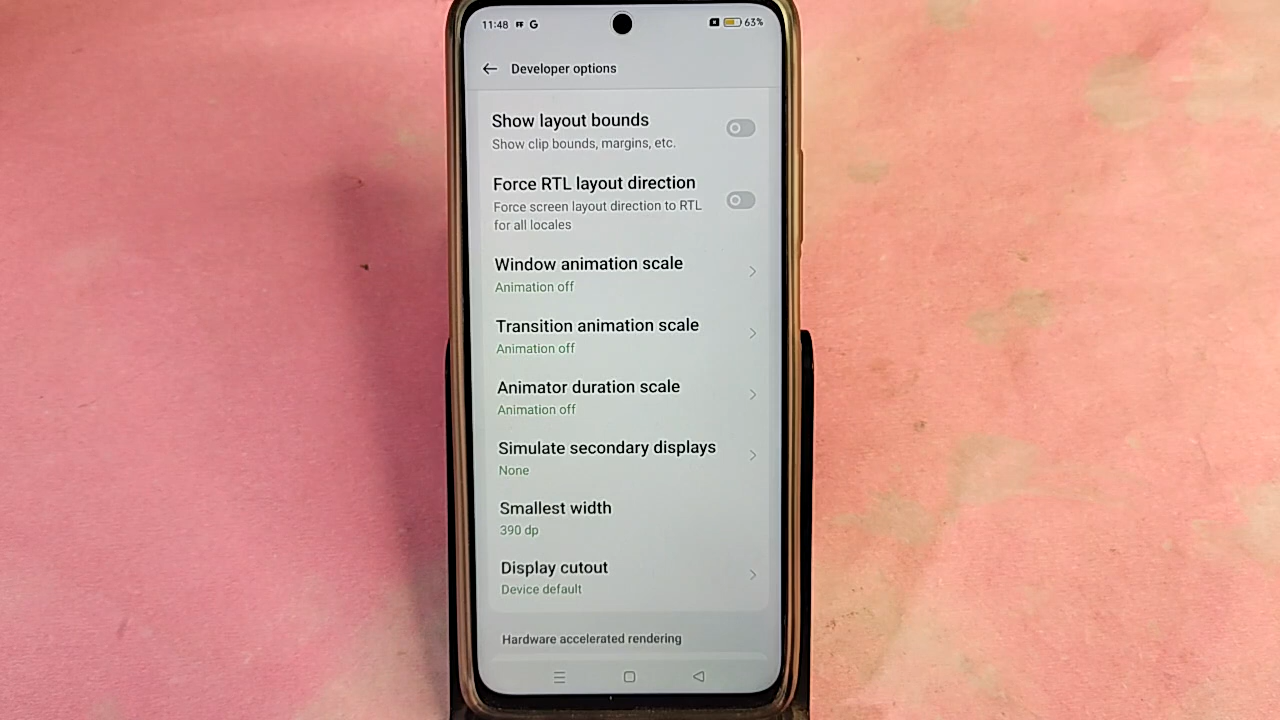 11:48 FF G 63%
Developer options
Show layout bounds
Show clip bounds, margins, etc.
Force RTL layout direction
Force screen layout direction to RTL
for all locales
Window animation scale
Animation off
Transition animation scale
Animation off
Animator duration scale
Animation off
Simulate secondary displays
None
Smallest width
390 dp
Display cutout
Device default
Hardware accelerated rendering